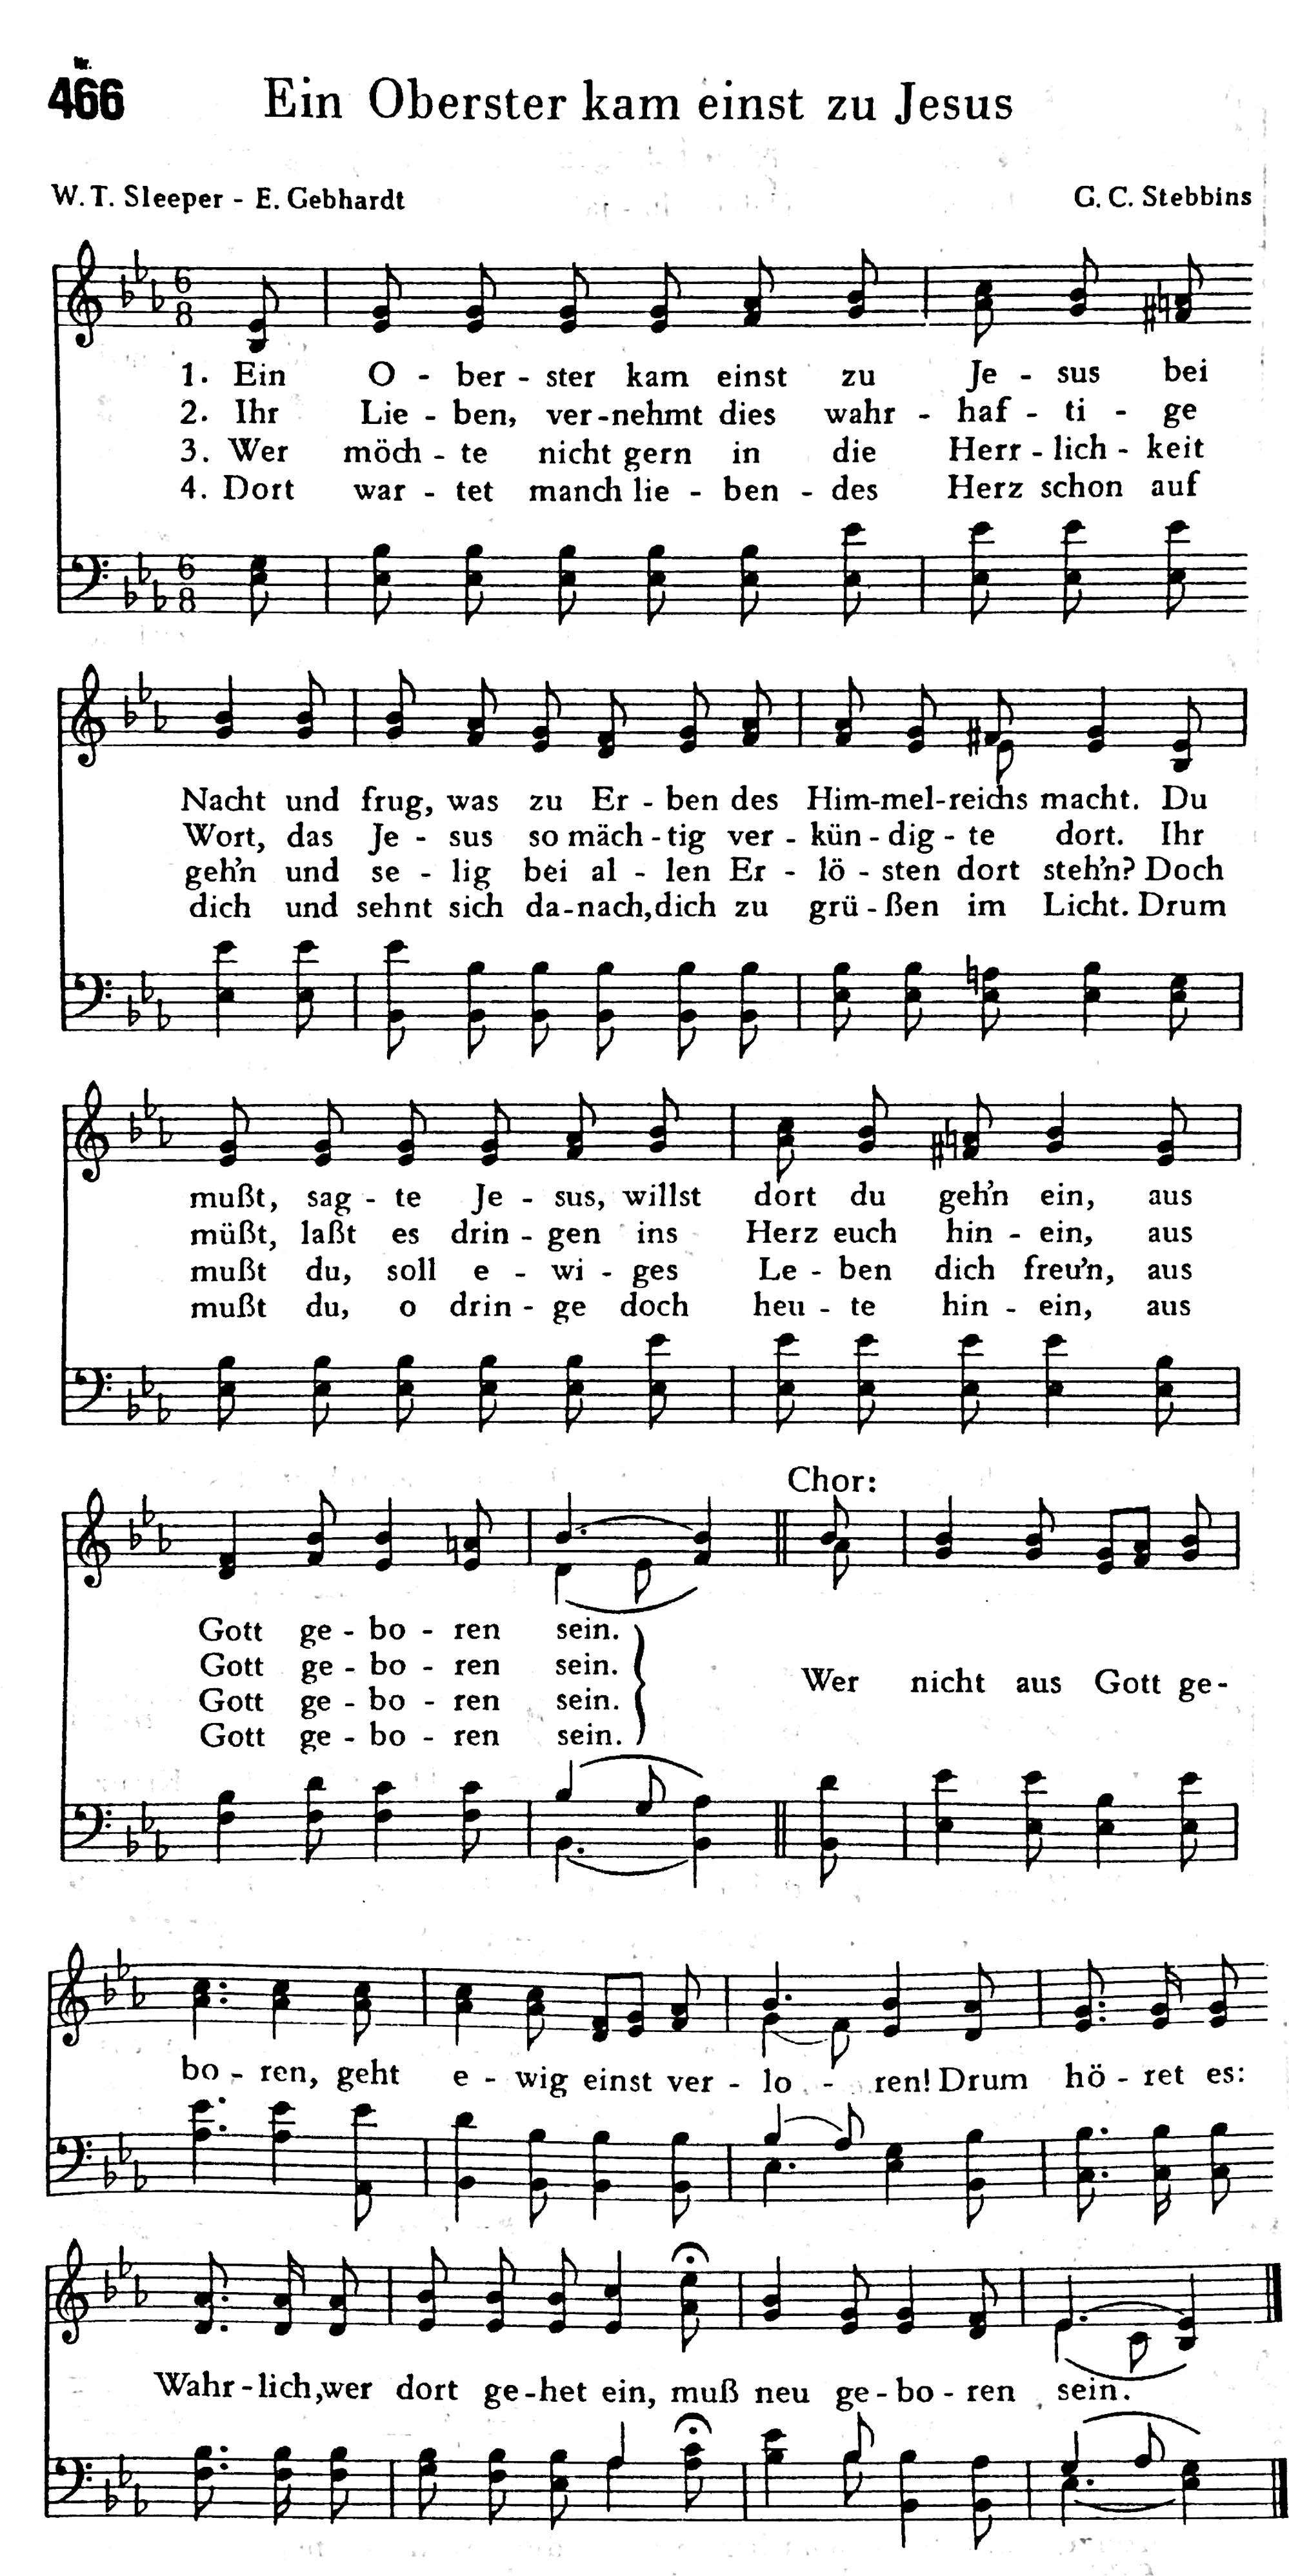 Nr.
466 Ein Oberster kam einst zu Jesus
W. T. Sleeper - E. Gebhardt G. C. Stebbins
6
8
1. Ein O - ber - ster kam einst zu Je - sus bei
2. Ihr Lie - ben, ver - nehmt dies wahr - haf - ti - ge
3. Wer möch - te nicht gern in die Herr - lich - keit
4. Dort war - tet manch lie - ben - des Herz schon auf
6
8
Nacht und frug, was zu Er - ben des Him - mel - reichs macht. Du
Wort, das Je - sus so mäch - tig ver - kün - dig - te dort. Ihr
geh'n und se - lig bei al - len Er - lö - sten dort steh'n? Doch
dich und sehnt sich da - nach, dich zu grü - ßen im Licht. Drum
mußt, sag - te Je - sus, willst dort du geh'n ein, aus
müßt, laßt es drin - gen ins Herz euch hin - ein, aus
mußt du, soll e - wi - ges Le - ben dich freu'n, aus
mußt du, o drin - ge doch heu - te hin - ein, aus
Chor:
Gott ge - bo - ren sein.
Gott ge - bo - ren sein.
Gott ge - bo - ren sein.
Gott ge - bo - ren sein.
Wer nicht aus Gott ge -
bo - ren, geht e - wig einst ver - lo - ren! Drum hö - ret es:
Wahr - lich, wer dort ge - het ein, muß neu ge - bo - ren sein.